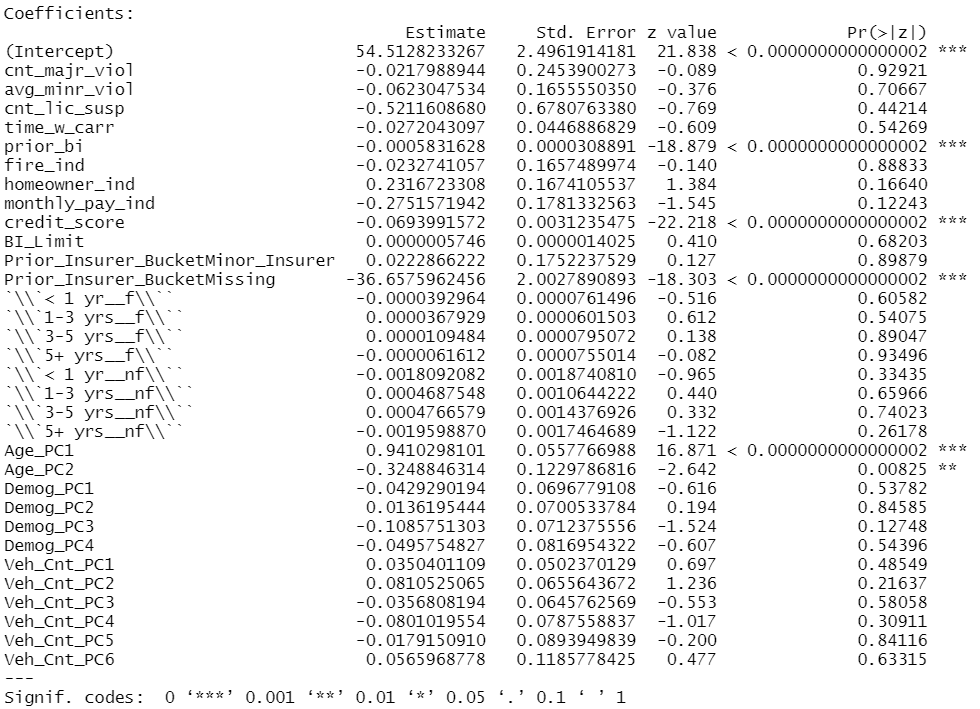 Coefficients:
Estimate Std. Error z value Pr(>|z|)
(Intercept) 54.5128233267 2.4961914181 21.838 < 0.0000000000000002 ***
cnt_majr_viol -0.0217988944 0.2453900273 -0.089 0.92921
avg_minr_viol -0.0623047534 0.1655550350 -0.376 0.70667
cnt_lic_susp -0.5211608680 0.6780763380 -0.769 0.44214
time_w_carr -0.0272043097 0.0446886829 -0.609 0.54269
prior_bi -0.0005831628 0.0000308891 -18.879 < 0.0000000000000002 ***
fire_ind -0.0232741057 0.1657489974 -0.140 0.88833
homeowner_ind 0.2316723308 0.1674105537 1.384 0.16640
monthly_pay_ind -0.2751571942 0.1781332563 -1.545 0.12243
credit_score -0.0693991572 0.0031235475 -22.218 < 0.0000000000000002 ***
BI_Limit 0.0000005746 0.0000014025 0.410 0.68203
Prior_Insurer_BucketMinor_Insurer 0.0222866222 0.1752237529 0.127 0.89879
Prior_Insurer_BucketMissing -36.6575962456 2.0027890893 -18.303 < 0.0000000000000002 ***
`\\`< 1 yr__f\\`` -0.0000392964 0.0000761496 -0.516 0.60582
`\\`1-3 yrs__f\\`` 0.0000367929 0.0000601503 0.612 0.54075
`\\`3-5 yrs__f\\`` 0.0000109484 0.0000795072 0.138 0.89047
`\\`5+ yrs__f\\`` -0.0000061612 0.0000755014 -0.082 0.93496
`\\`< 1 yr__nf\\`` -0.0018092082 0.0018740810 -0.965 0.33435
`\\`1-3 yrs__nf\\`` 0.0004687548 0.0010644222 0.440 0.65966
`\\`3-5 yrs__nf\\`` 0.0004766579 0.0014376926 0.332 0.74023
`\\`5+ yrs__nf\\`` -0.0019598870 0.0017464689 -1.122 0.26178
Age_PC1 0.9410298101 0.0557766988 16.871 < 0.0000000000000002 ***
Age_PC2 -0.3248846314 0.1229786816 -2.642 0.00825 **
Demog_PC1 -0.0429290194 0.0696779108 -0.616 0.53782
Demog_PC2 0.0136195444 0.0700533784 0.194 0.84585
Demog_PC3 -0.1085751303 0.0712375556 -1.524 0.12748
Demog_PC4 -0.0495754827 0.0816954322 -0.607 0.54396
Veh_Cnt_PC1 0.0350401109 0.0502370129 0.697 0.48549
Veh_Cnt_PC2 0.0810525065 0.0655643672 1.236 0.21637
Veh_Cnt_PC3 -0.0356808194 0.0645762569 -0.553 0.58058
Veh_Cnt_PC4 -0.0801019554 0.0787558837 -1.017 0.30911
Veh_Cnt_PC5 -0.0179150910 0.0893949839 -0.200 0.84116
Veh_Cnt_PC6 0.0565968778 0.1185778425 0.477 0.63315
---
Signif. codes: 0 ‘***’ 0.001 ‘**’ 0.01 ‘*’ 0.05 ‘.’ 0.1 ‘ ’ 1